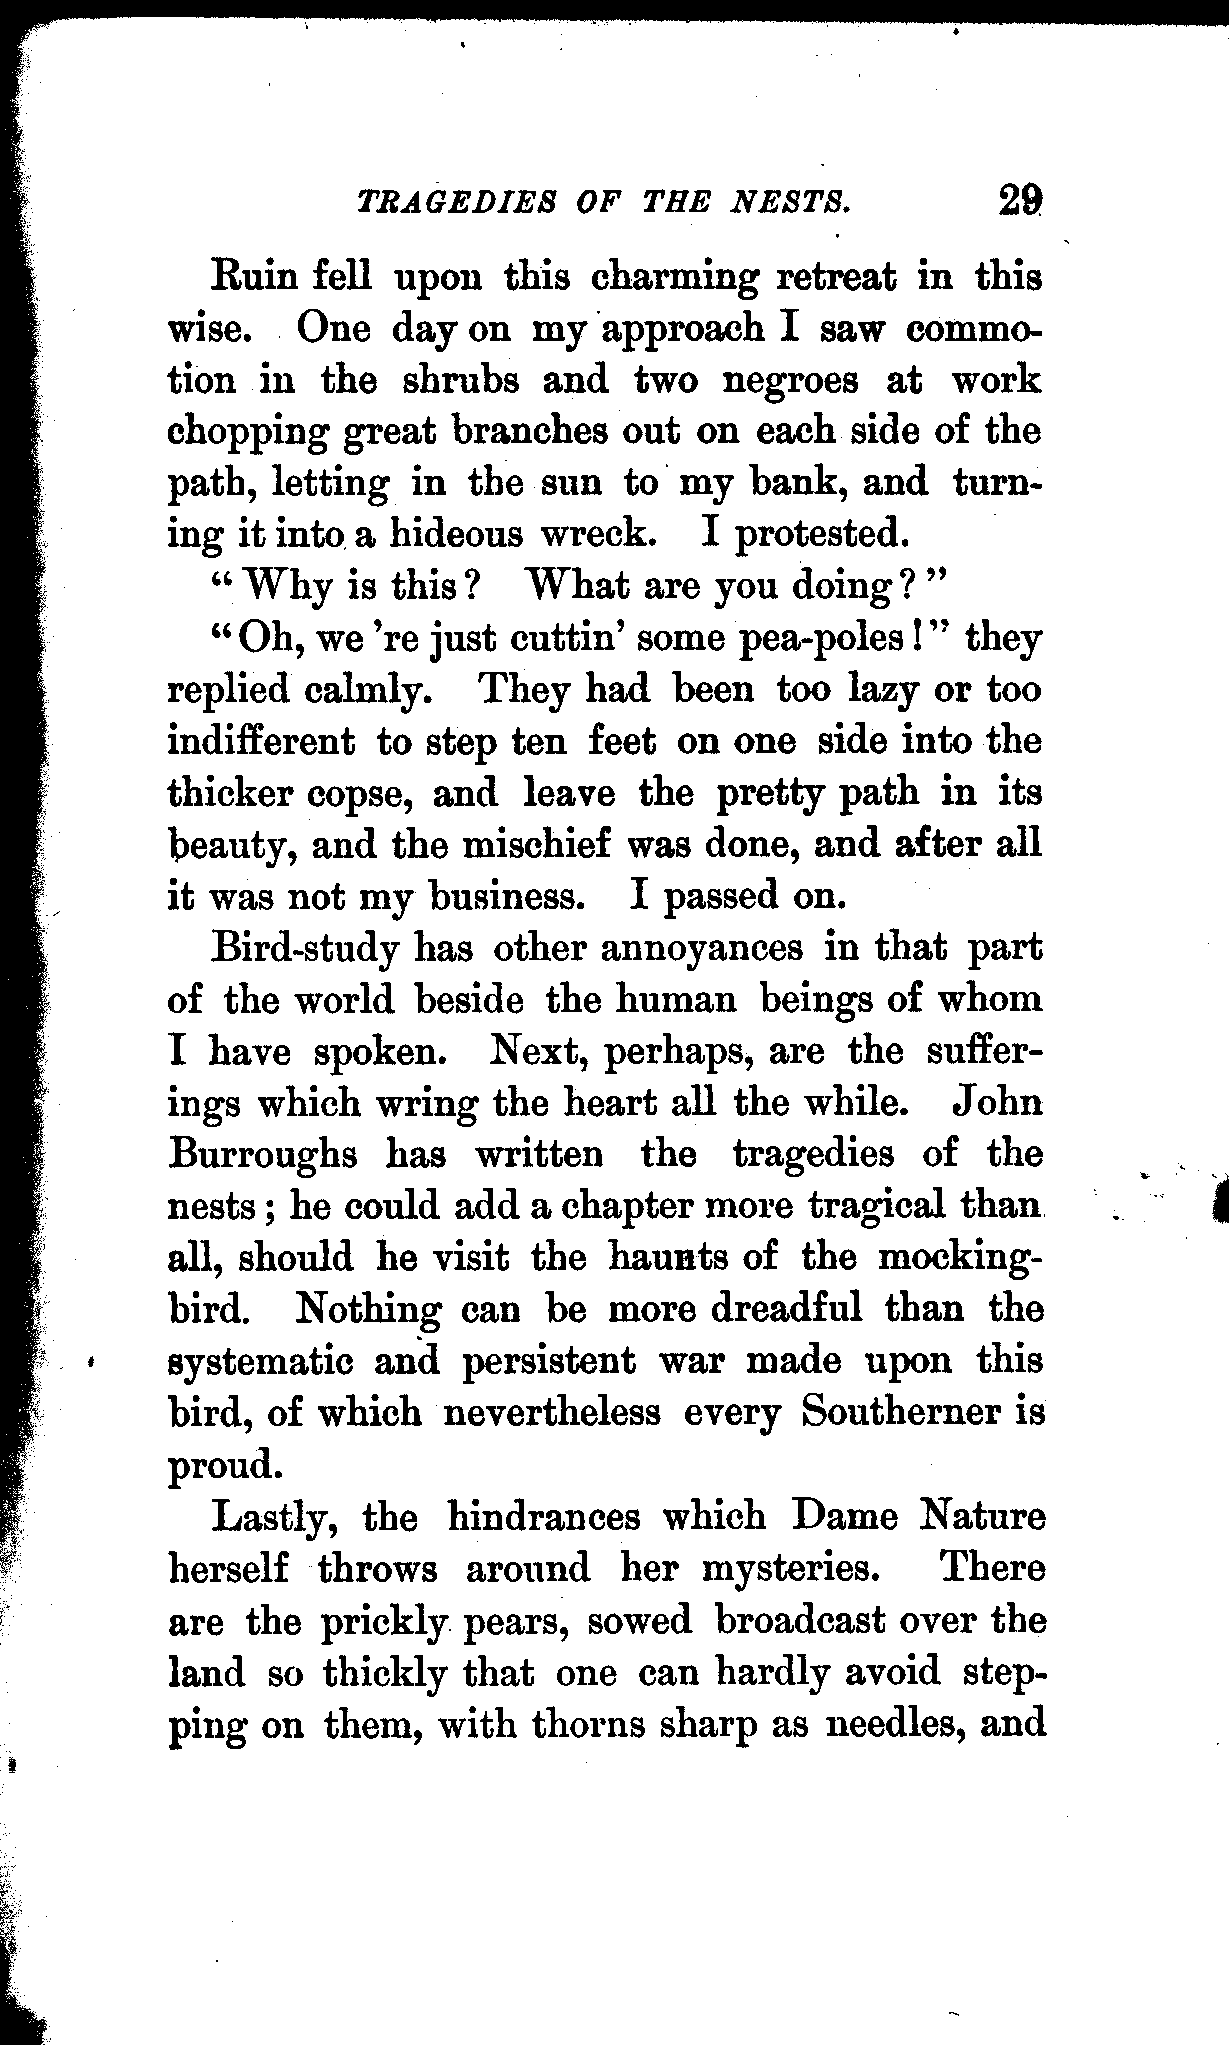 TRAGEDIES OF THE NESTS. 29
Ruin fell upon this charming retreat in this
wise. One day on my approach I saw commo-
tion in the shrubs and two negroes at work
chopping great branches out on each side of the
path, letting in the sun to my bank, and turn-
ing it into a hideous wreck. I protested.
"Why is this? What are you doing?"
"Oh, we 're just cuttin' some pea-poles!" they
replied calmly. They had been too lazy or too
indifferent to step ten feet on one side into the
thicker copse, and leave the pretty path in its
beauty, and the mischief was done, and after all
it was not my business. I passed on.
Bird-study has other annoyances in that part
of the world beside the human beings of whom
I have spoken. Next, perhaps, are the suffer-
ings which wring the heart all the while. John
Burroughs has written the tragedies of the
nests; he could add a chapter more tragical than
all, should he visit the haunts of the mocking-
bird. Nothing can be more dreadful than the
systematic and persistent war made upon this
bird, of which nevertheless every Southerner is
proud.
Lastly, the hindrances which Dame Nature
herself throws around her mysteries. There
are the prickly pears, sowed broadcast over the
land so thickly that one can hardly avoid step-
ping on them, with thorns sharp as needles, and